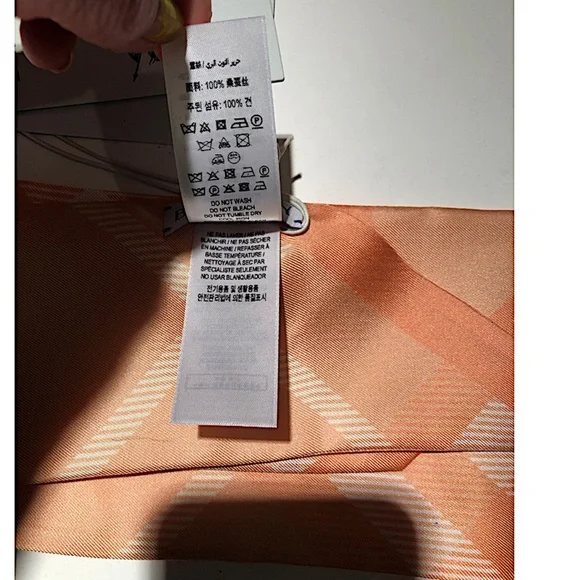 面料: 100% 桑蚕丝
주된 섬유: 100% 견
DO NOT WASH
DO NOT BLEACH
DO NOT TUMBLE DRY
COOL IRON
NE PAS LAVER / NE PAS
BLANCHIR / NE PAS SÉCHER
EN MACHINE / REPASSER À
BASSE TEMPÉRATURE /
NETTOYAGE À SEC PAR
SPÉCIALISTE SEULEMENT
NO USAR BLANQUEADOR
전기용품 및 생활용품
안전관리법에 의한 품질표시